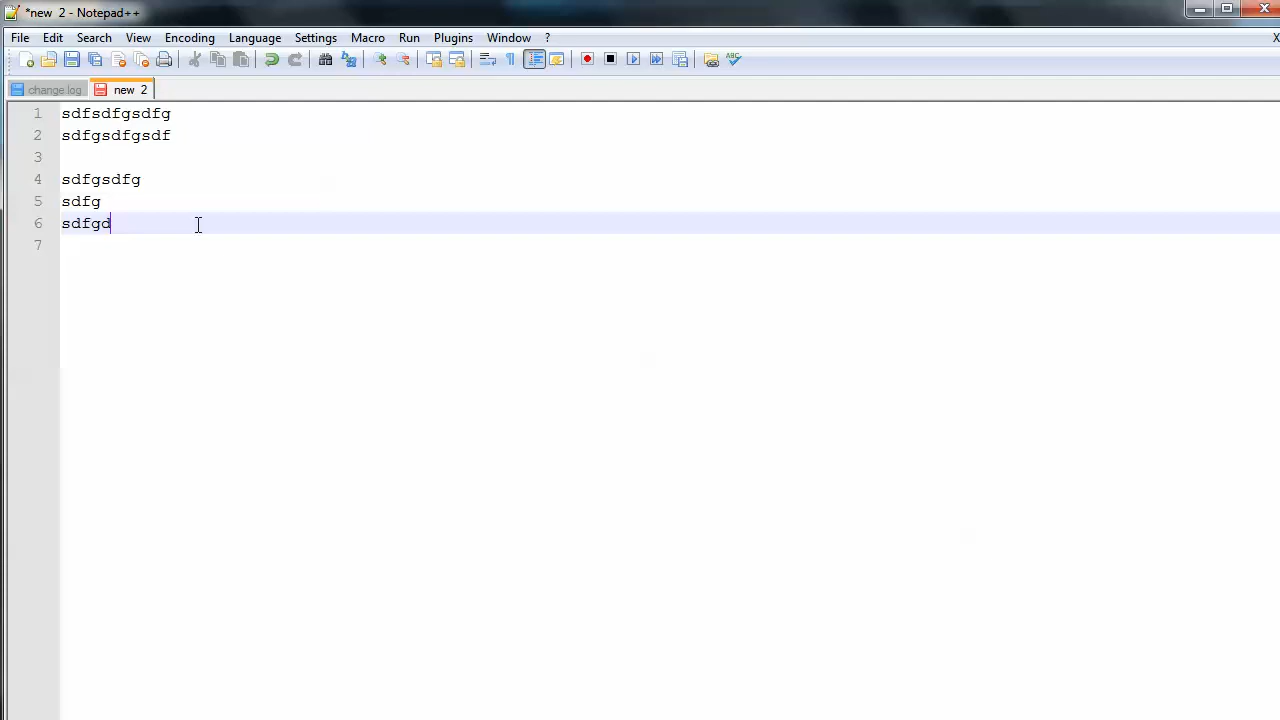 *new 2 - Notepad++
File Edit Search View Encoding Language Settings Macro Run Plugins Window ? X
change.log new 2
1 sdfsdfgsdfg
2 sdfgsdfgsdf
3
4 sdfgsdfg
5 sdfg
6 sdfgd
7